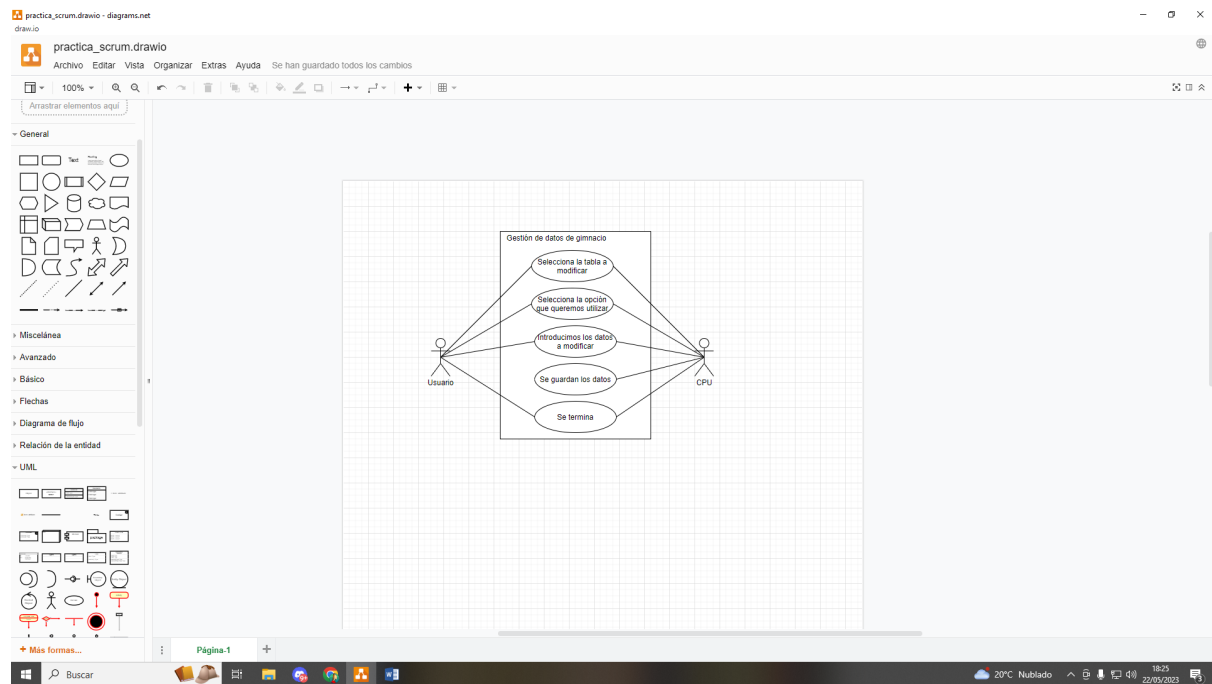 practica_scrum.drawio - diagrams.net
draw.io
practica_scrum.drawio
Archivo Editar Vista Organizar Extras Ayuda Se han guardado todos los cambios
100%
Arrastrar elementos aquí
General
Text
Gestión de datos de gimnacio
Selecciona la tabla a
modificar
Selecciona la opción
que queremos utilizar
Introducimos los datos
a modificar
Se guardan los datos
Se termina
Usuario
CPU
Miscelánea
Avanzado
Básico
Flechas
Diagrama de flujo
Relación de la entidad
UML
+ Más formas...
Página-1
Buscar
20°C Nublado
18:25
22/05/2023